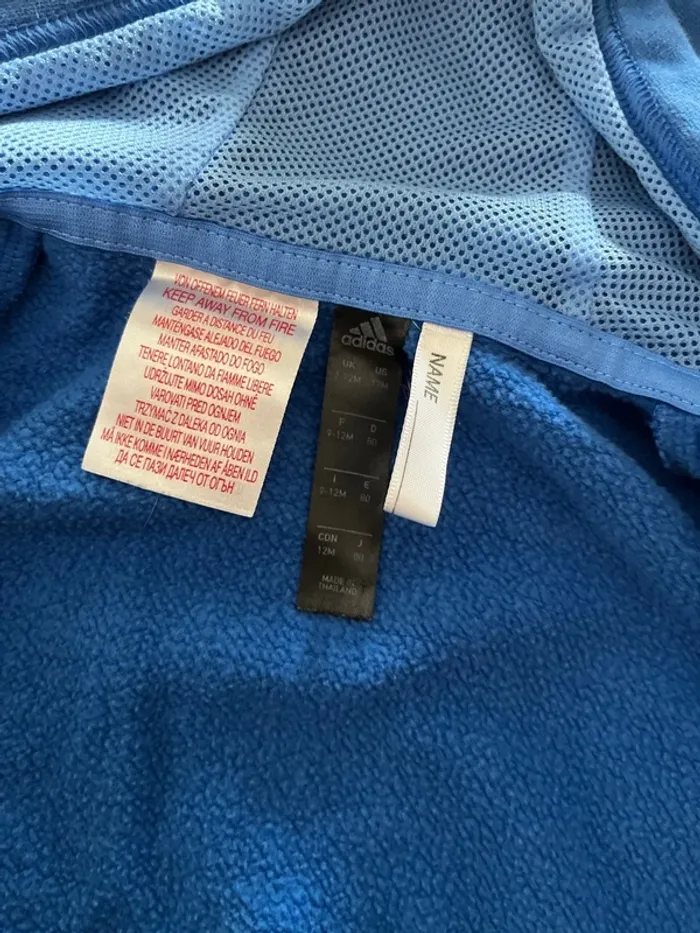 VON OFFENEM FEUER FERN HALTEN
KEEP AWAY FROM FIRE
GARDER A DISTANCE DU FEU
MANTENGASE ALEJADO DEL FUEGO
MANTER AFASTADO DO FOGO
TENERE LONTANO DA FIAMME LIBERE
UDRŽUJTE MIMO DOSAH OHNĚ
VAROVATI PRED OGNJEM
TRZYMAĆ Z DALEKA OD OGNIA
NIET IN DE BUURT VAN VUUR HOUDEN
MÅ IKKE KOMME I NÆRHEDEN AF ÅBEN ILD
ДА СЕ ПАЗИ ДАЛЕЧ ОТ ОГЪН
adidas
UK US
12M
F D
9-12M 80
I E
9-12M 80
CDN J
12M 80
MADE IN
THAILAND
NAME